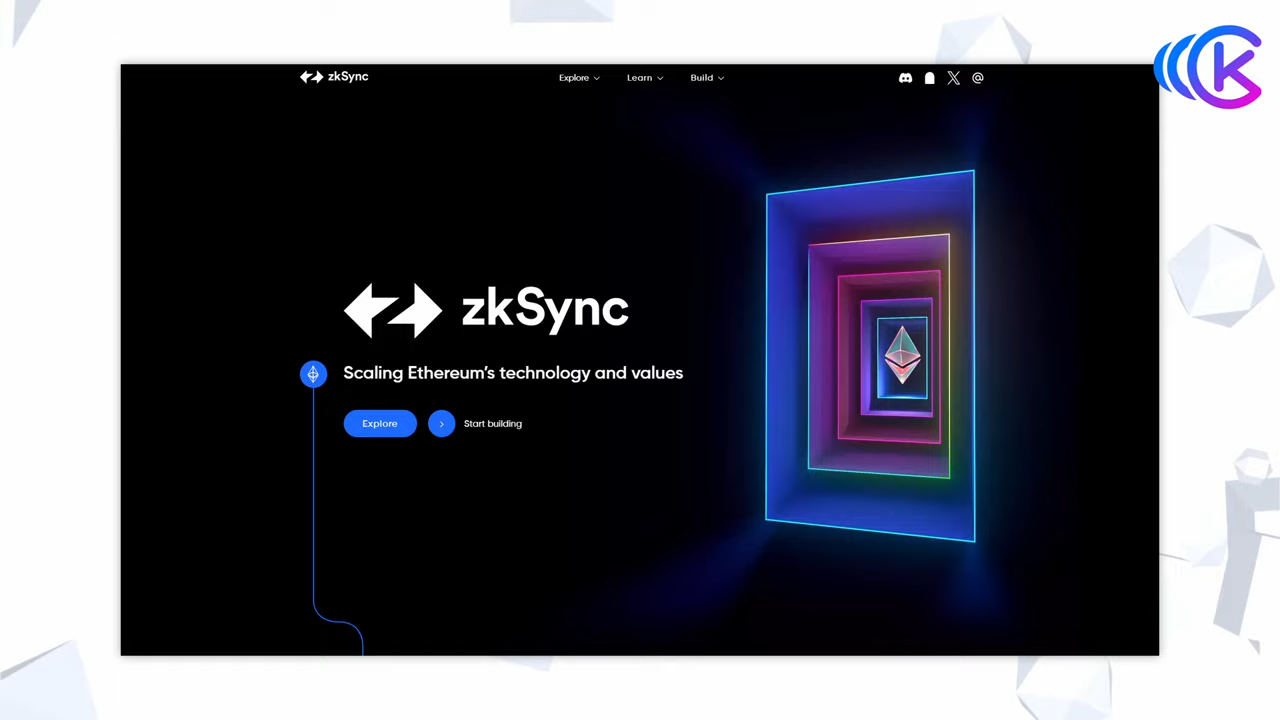 zkSync
Explore
Learn
Build
zkSync
Scaling Ethereum's technology and values
Explore
Start building